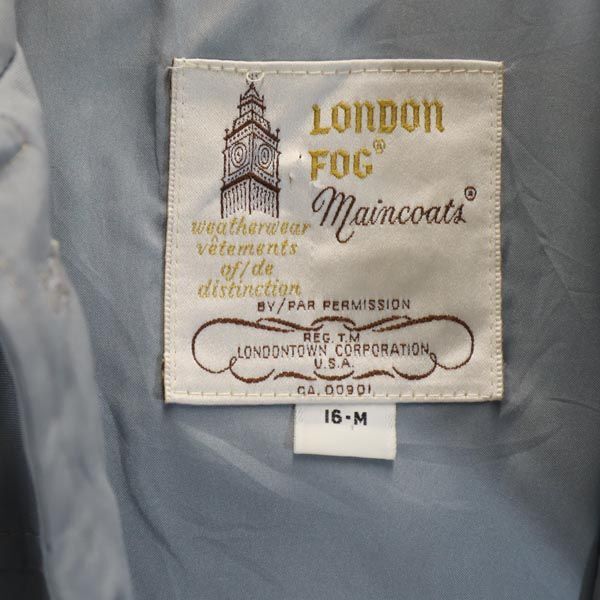 LONDON
FOG®
Maincoats®
weatherwear
vêtements
of/de
distinction
BY/PAR PERMISSION
REG. T.M
LONDONTOWN CORPORATION
U.S.A.
CA. 00901
16-M